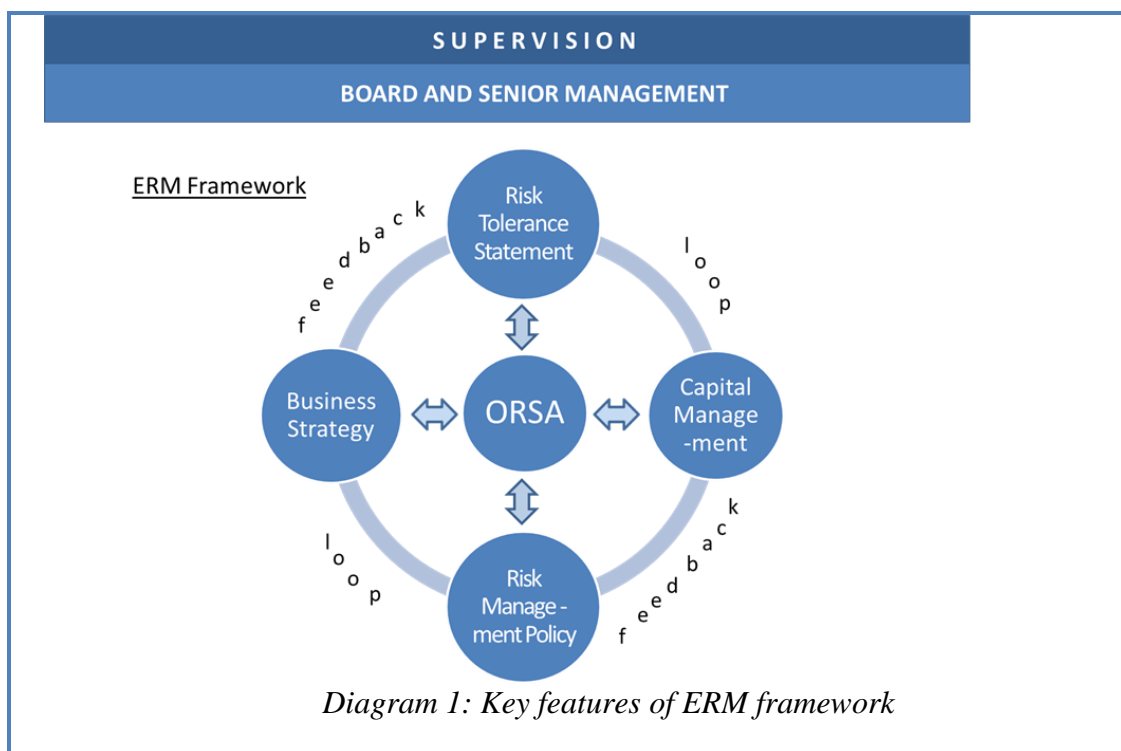 SUPERVISION
BOARD AND SENIOR MANAGEMENT
ERM Framework
feedback
loop
Risk
Tolerance
Statement
Business
Strategy
ORSA
Capital
Manage
-ment
loop
feedback
Risk
Manage -
ment Policy
Diagram 1: Key features of ERM framework